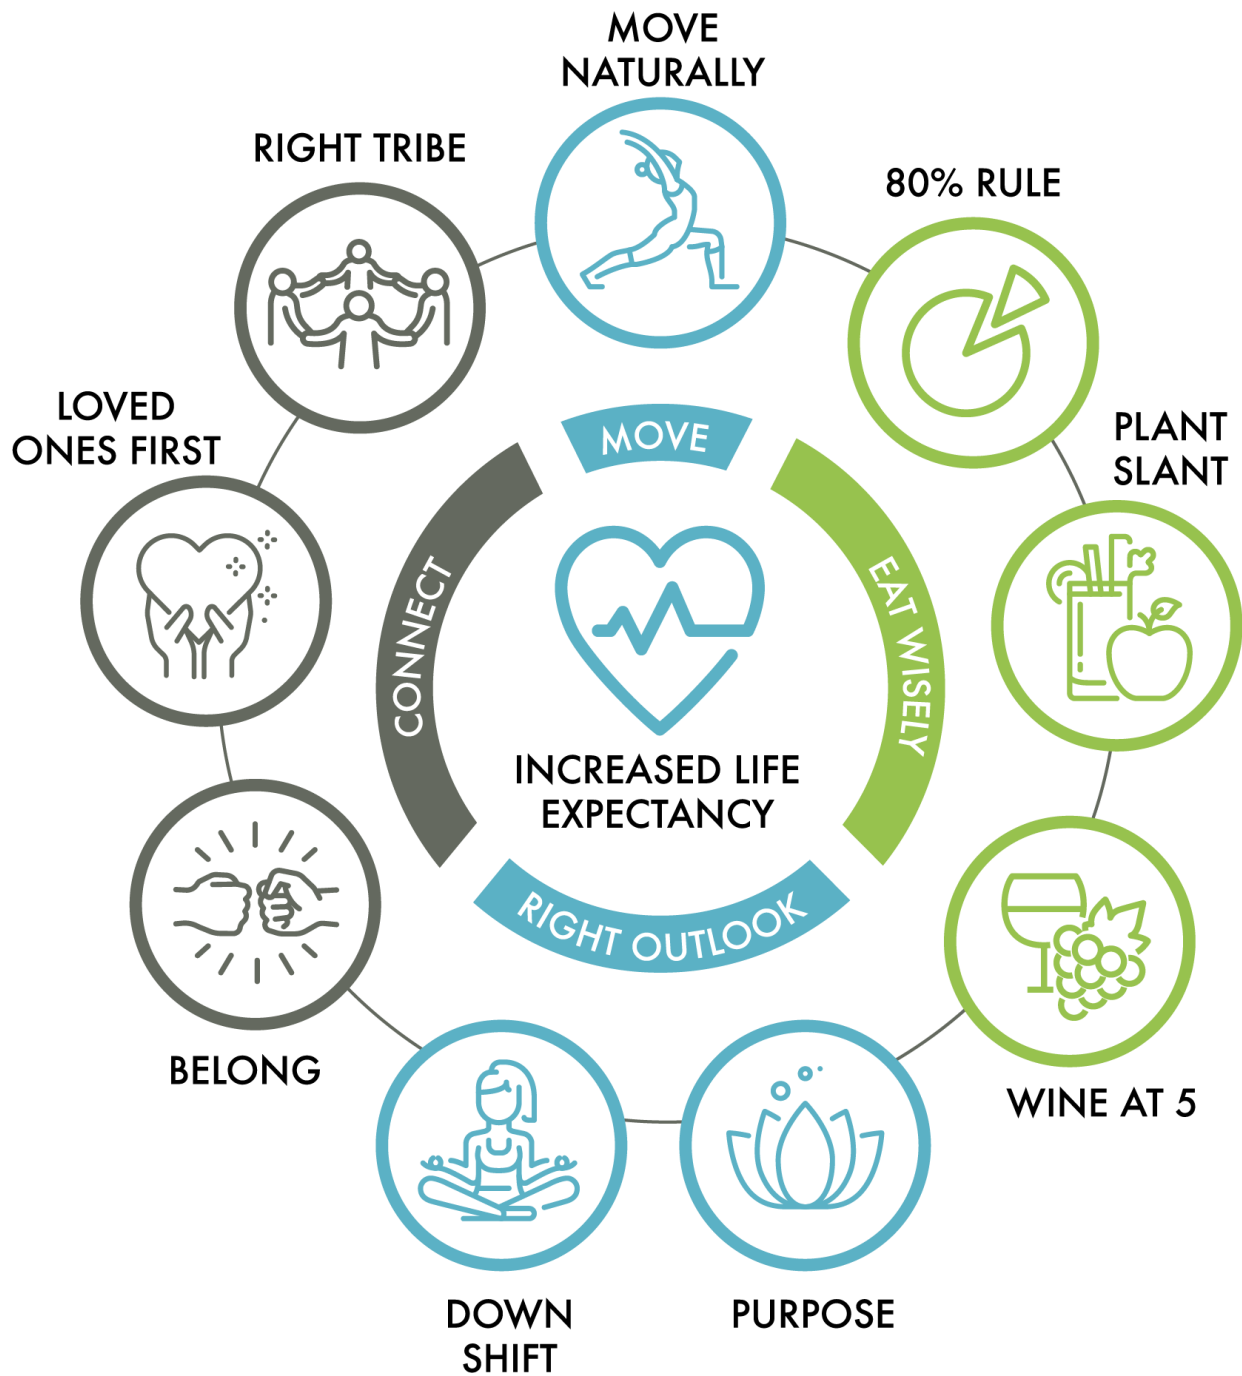 MOVE
NATURALLY
RIGHT TRIBE
80% RULE
LOVED
ONES FIRST
PLANT
SLANT
MOVE
CONNECT
EAT WISELY
INCREASED LIFE
EXPECTANCY
RIGHT OUTLOOK
BELONG
WINE AT 5
DOWN
SHIFT
PURPOSE